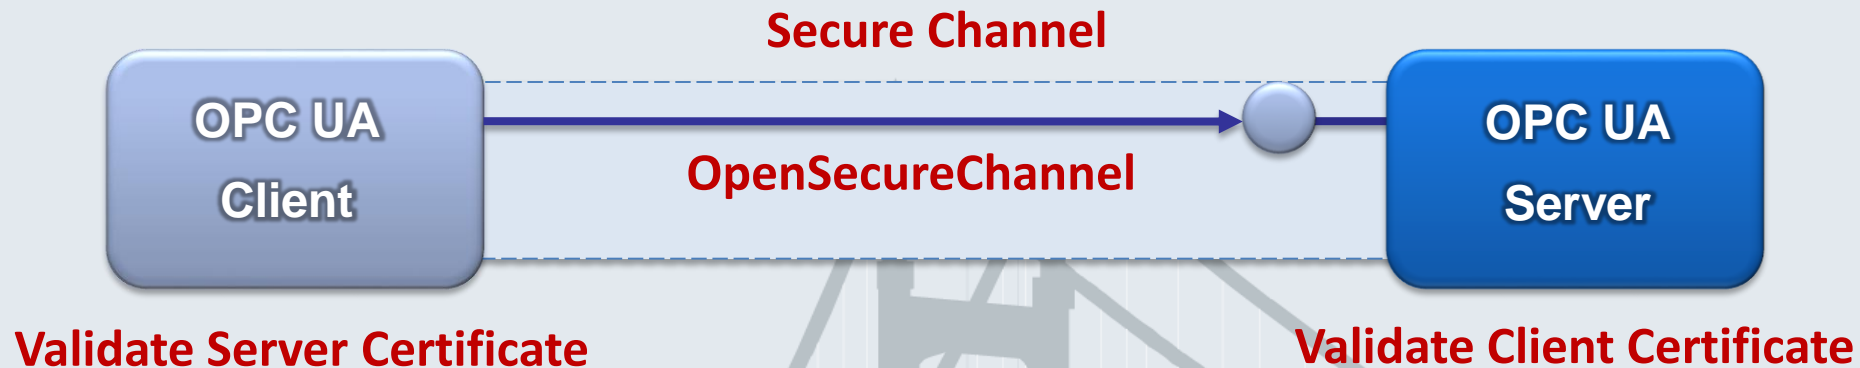 Secure Channel
OPC UA
Client
OpenSecureChannel
OPC UA
Server
Validate Server Certificate
Validate Client Certificate